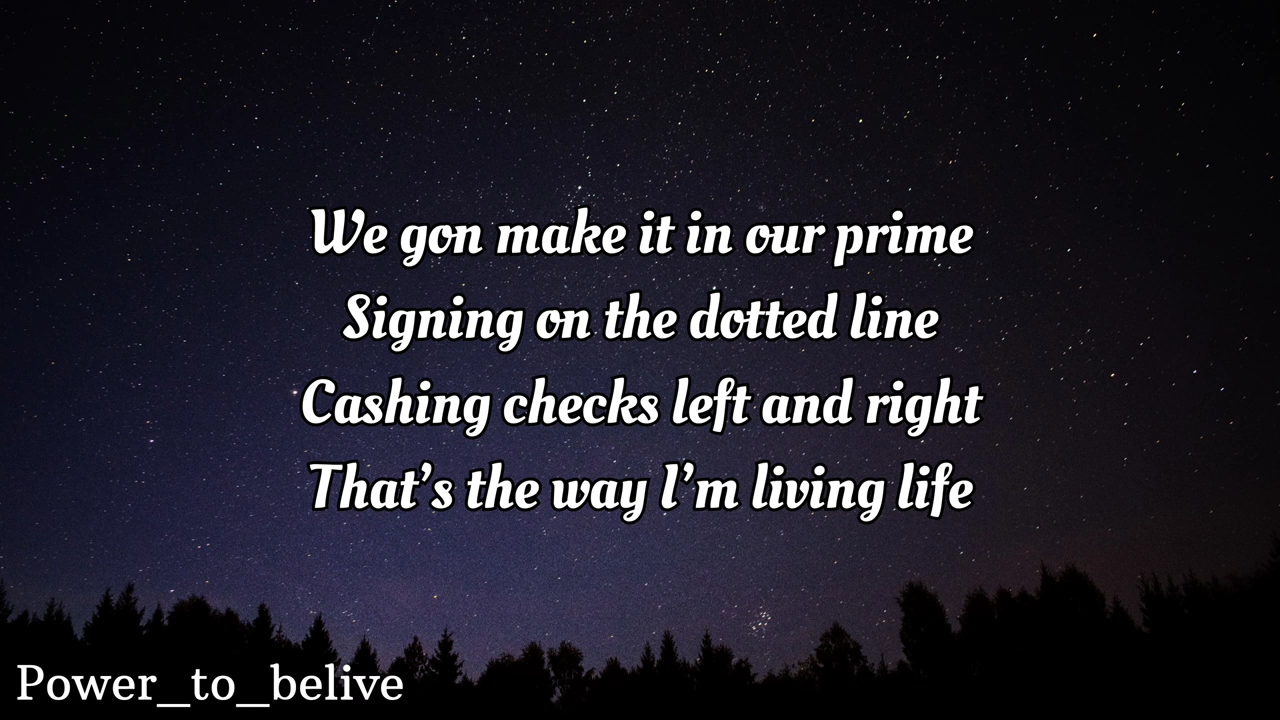 We gon make it in our prime
Signing on the dotted line
Cashing checks left and right
That’s the way I’m living life
Power_to_belive